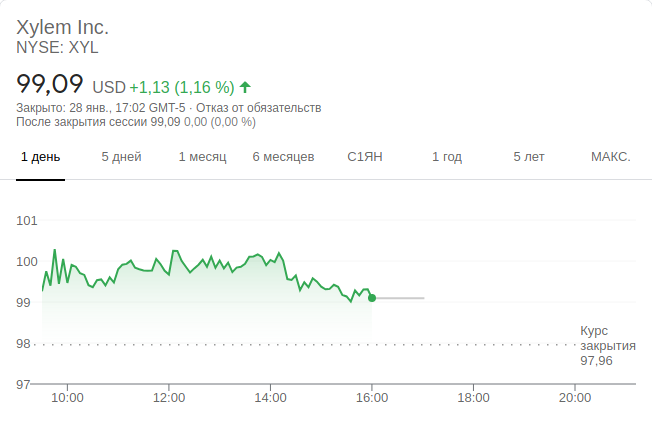 Xylem Inc.
NYSE: XYL
99,09 USD +1,13 (1,16 %)
Закрыто: 28 янв., 17:02 GMT-5 · Отказ от обязательств
После закрытия сессии 99,09 0,00 (0,00 %)
1 день 5 дней 1 месяц 6 месяцев С1ЯН 1 год 5 лет МАКС.
101
100
99
98
Курс
закрытия
97,96
97
10:00 12:00 14:00 16:00 18:00 20:00